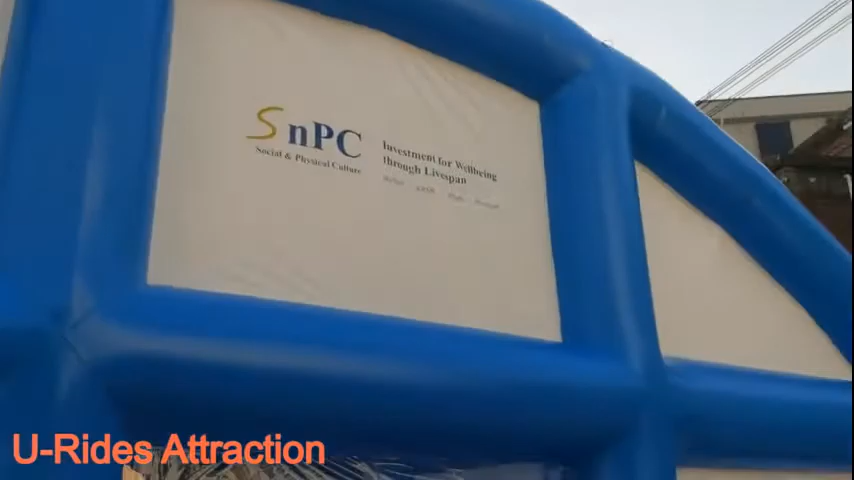 SnPC
Social & Physical Culture
Investment for Wellbeing
through Livespan
U-Rides Attraction